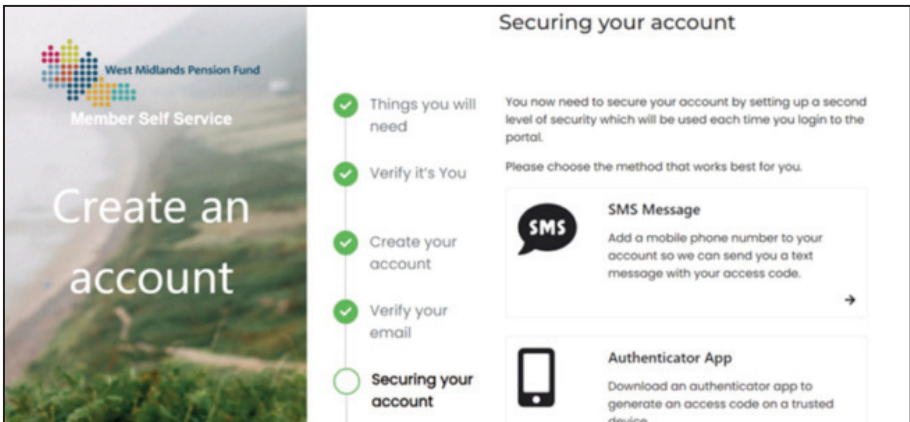 West Midlands Pension Fund
Member Self Service
Create an
account
Things you will
need
Verify it's You
Create your
account
Verify your
email
Securing your
account
Securing your account
You now need to secure your account by setting up a second
level of security which will be used each time you login to the
portal.
Please choose the method that works best for you.
SMS
SMS Message
Add a mobile phone number to your
account so we can send you a text
message with your access code.
Authenticator App
Download an authenticator app to
generate an access code on a trusted
device